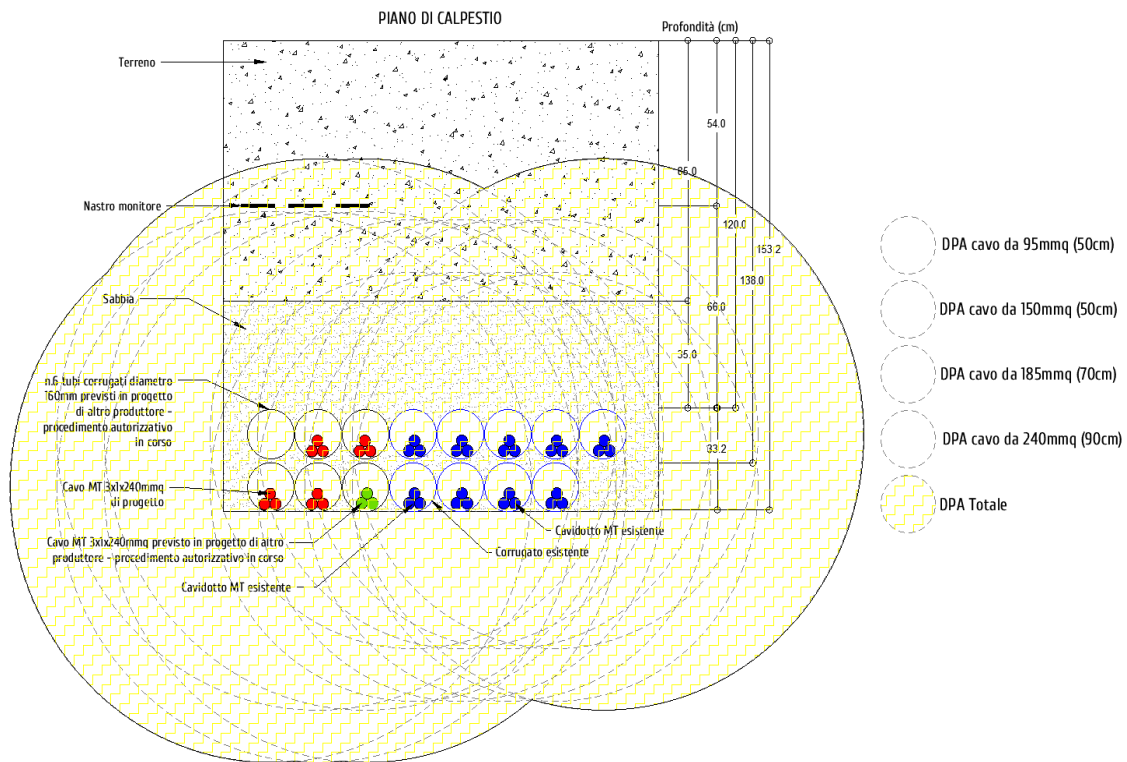 PIANO DI CALPESTIO
Profondità (cm)
Terreno
54.0
86.0
Nastro monitore
120.0
153.2
138.0
Sabbia
66.0
35.0
n.6 tubi corrugati diametro
160mm previsti in progetto
di altro produttore -
procedimento autorizzativo
in corso
33.2
Cavo MT 3x1x240mmq
di progetto
Cavidotto MT esistente
Cavo MT 3x1x240mmq previsto in progetto di altro
produttore - procedimento autorizzativo in corso
Corrugato esistente
Cavidotto MT esistente
DPA cavo da 95mmq (50cm)
DPA cavo da 150mmq (50cm)
DPA cavo da 185mmq (70cm)
DPA cavo da 240mmq (90cm)
DPA Totale